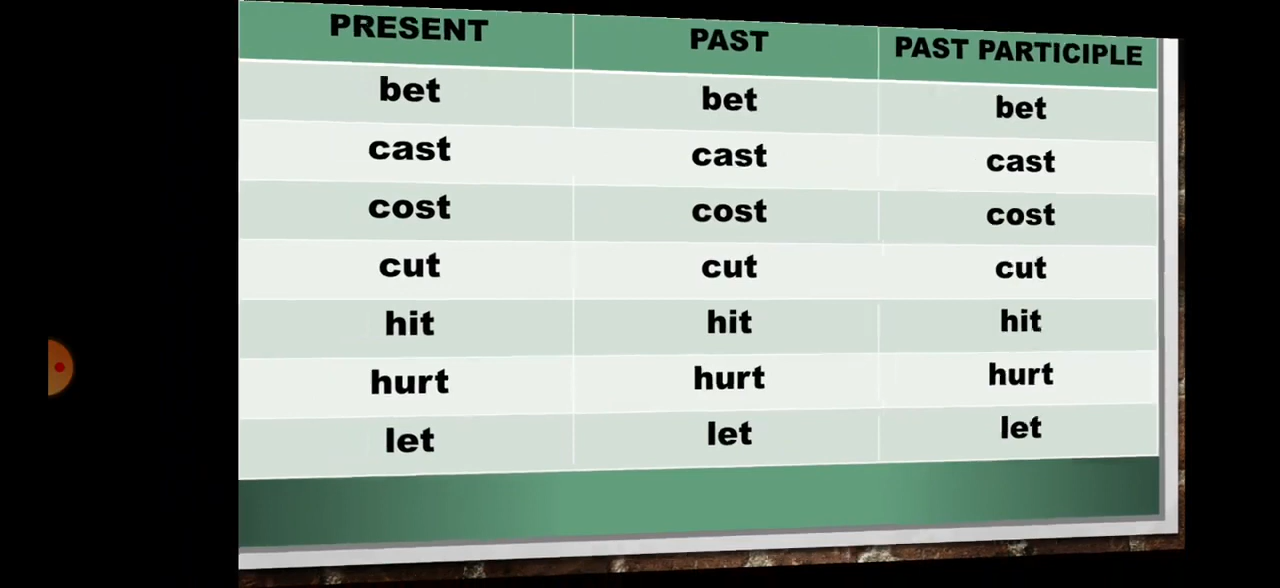 PRESENT PAST PAST PARTICIPLE
bet bet bet
cast cast cast
cost cost cost
cut cut cut
hit hit hit
hurt hurt hurt
let let let